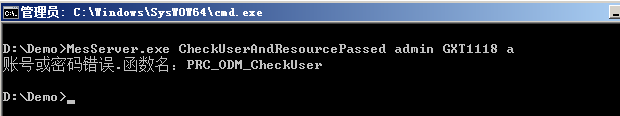 管理员: C:\Windows\SysWOW64\cmd.exe
D:\Demo>MesServer.exe CheckUserAndResourcePassed admin GXT1118 a
账号或密码错误.函数名：PRC_ODM_CheckUser
D:\Demo>_